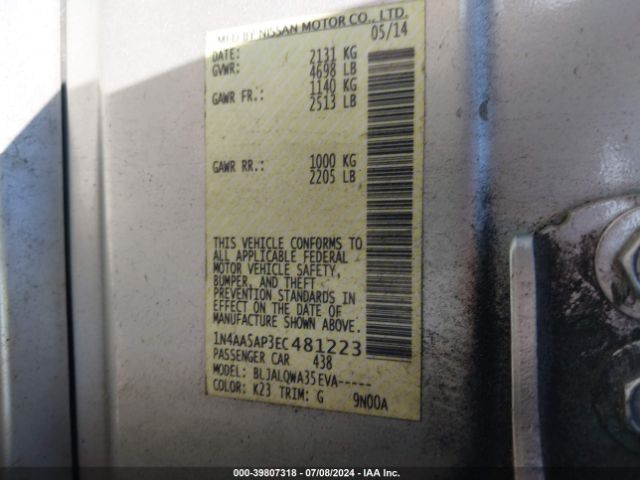 MFD BY NISSAN MOTOR CO., LTD.
05/14
DATE: 2131 KG
GVWR: 4698 LB
1140 KG
GAWR FR.: 2513 LB
GAWR RR.: 1000 KG
2205 LB
THIS VEHICLE CONFORMS TO
ALL APPLICABLE FEDERAL
MOTOR VEHICLE SAFETY,
BUMPER, AND THEFT
PREVENTION STANDARDS IN
EFFECT ON THE DATE OF
MANUFACTURE SHOWN ABOVE.
1N4AA5AP3EC481223
PASSENGER CAR 438
MODEL: BLJALQWA35EVA-----
COLOR: K23 TRIM: G 9N00A
000-39807318 - 07/08/2024 - IAA Inc.